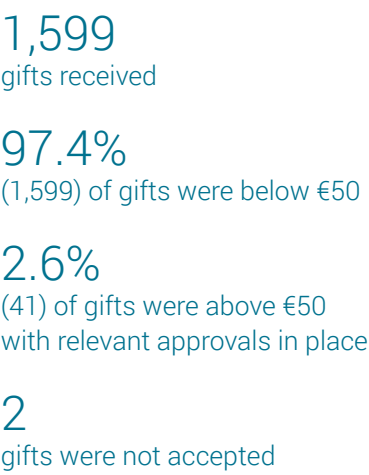 1,599
gifts received
97.4%
(1,599) of gifts were below €50
2.6%
(41) of gifts were above €50
with relevant approvals in place
2
gifts were not accepted